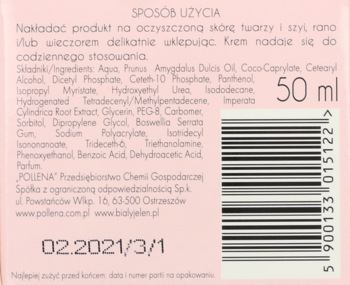 SPOSÓB UŻYCIA
Nakładać produkt na oczyszczoną skórę twarzy i szyi, rano
i/lub wieczorem delikatnie wklepując. Krem nadaje się do
codziennego stosowania.
Składniki/Ingredients: Aqua, Prunus Amygdalus Dulcis Oil, Coco-Caprylate, Cetearyl
Alcohol, Dicetyl Phosphate, Ceteth-10 Phosphate, Panthenol,
Isopropyl Myristate, Hydroxyethyl Urea, Isododecane,
Hydrogenated Tetradecenyl/Methylpentadecene, Imperata
Cylindrica Root Extract, Glycerin, PEG-8, Carbomer,
Sorbitol, Dipropylene Glycol, Boswellia Serrata
Gum, Sodium Polyacrylate, Isotridecyl
Isononanoate, Trideceth-6, Triethanolamine,
Phenoxyethanol, Benzoic Acid, Dehydroacetic Acid,
Parfum.
"POLLENA" Przedsiębiorstwo Chemii Gospodarczej
Spółka z ograniczoną odpowiedzialnością Sp.k.
ul. Powstańców Wlkp. 16, 63-500 Ostrzeszów
www.pollena.com.pl www.bialyjelen.pl
50 ml
5 900133 015122 >
02.2021/3/1
Najlepiej zużyć przed końcem: data i numer partii na opakowaniu.